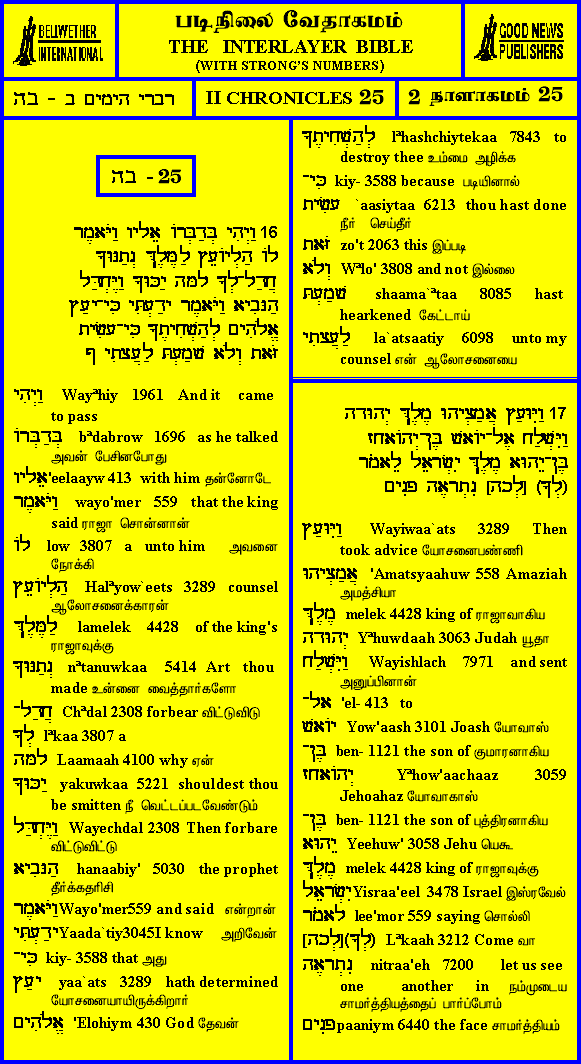 BELLWETHER
INTERNATIONAL
படிநிலை வேதாகமம்
THE INTERLAYER BIBLE
(WITH STRONG'S NUMBERS)
GOOD NEWS
PUBLISHERS
דברי הימים ב - בה
II CHRONICLES 25
2 நாளாகமம் 25
בה - 25
16 וַיְהִי בְּדַבְּרוֹ אֵלָיו וַיֹּאמֶר
לוֹ הַלְיוֹעֵץ לַמֶּלֶךְ נְתַנּוּךָ
חֲדַל־לְךָ לָמָּה יַכּוּךָ וַיֶּחְדַּל
הַנָּבִיא וַיֹּאמֶר יָדַעְתִּי כִּי־יָעַץ
אֱלֹהִים לְהַשְׁחִיתֶךָ כִּי־עָשִׂיתָ
זֹּאת וְלֹא שָׁמַעְתָּ לַעֲצָתִי ף
וַיְהִי Wayªhiy 1961 And it came
to pass
בְּדַבְּרוֹ bªdabrow 1696 as he talked
அவன் பேசினபோது
אֵלָיו 'eelaayw 413 with him தன்னோடே
וַיֹּאמֶר wayo'mer 559 that the king
said ராஜா சொன்னான்
לוֹ low 3807 a unto him அவனை
நோக்கி
הַלְיוֹעֵץ Halªyow`eets 3289 counsel
ஆலோசனைக்காரன்
לַמֶּלֶךְ lamelek 4428 of the king's
ராஜாவுக்கு
נְתַנּוּךָ nªtanuwkaa 5414 Art thou
made உன்னை வைத்தார்களோ
חֲדַל־ Chªdal 2308 forbear விட்டுவிடு
לְךָ lªkaa 3807 a
לָמָּה Laamaah 4100 why ஏன்
יַכּוּךָ yakuwkaa 5221 shouldest thou
be smitten நீ வெட்டப்படவேண்டும்
וַיֶּחְדַּל Wayechdal 2308 Then forbare
விட்டுவிட்டு
הַנָּבִיא hanaabiy' 5030 the prophet
தீர்க்கதரிசி
וַיֹּאמֶר Wayo'mer559 and said என்றான்
יָדַעְתִּי Yaada`tiy3045I know அறிவேன்
כִּי־ kiy- 3588 that அது
יָעַץ yaa`ats 3289 hath determined
யோசனையாயிருக்கிறார்
אֱלֹהִים 'Elohiym 430 God தேவன்
לְהַשְׁחִיתֶךָ lªhashchiytekaa 7843 to
destroy thee உம்மை அழிக்க
כִּי־ kiy- 3588 because படியினால்
עָשִׂיתָ `aasiytaa 6213 thou hast done
நீர் செய்தீர்
זֹּאת zo't 2063 this இப்படி
וְלֹא Wªlo' 3808 and not இல்லை
שָׁמַעְתָּ shaama`ªtaa 8085 hast
hearkened கேட்டாய்
לַעֲצָתִי la`atsaatiy 6098 unto my
counsel என் ஆலோசனையை
17 וַיִּוָּעַץ אֲמַצְיָהוּ מֶלֶךְ יְהוּדָה
וַיִּשְׁלַח אֶל־יוֹאָשׁ בֶּן־יְהוֹאָחָז
בֶּן־יֵהוּא מֶלֶךְ יִשְׂרָאֵל לֵאמֹר
(לְךָ) [לְכָה] נִתְרָאֶה פָנִים
וַיִּוָּעַץ Wayiwaa`ats 3289 Then
took advice யோசனைபண்ணி
אֲמַצְיָהוּ 'Amatsyaahuw 558 Amaziah
அமத்சியா
מֶלֶךְ melek 4428 king of ராஜாவாகிய
יְהוּדָה Yªhuwdaah 3063 Judah யூதா
וַיִּשְׁלַח Wayishlach 7971 and sent
அனுப்பினான்
אֶל־ 'el- 413 to
יוֹאָשׁ Yow'aash 3101 Joash யோவாஸ்
בֶּן־ ben- 1121 the son of குமாரனாகிய
יְהוֹאָחָז Yªhow'aachaaz 3059
Jehoahaz யோவாகாஸ்
בֶּן־ ben- 1121 the son of புத்திரனாகிய
יֵהוּא Yeehuw' 3058 Jehu யெகூ
מֶלֶךְ melek 4428 king of ராஜாவுக்கு
יִשְׂרָאֵל Yisraa'eel 3478 Israel இஸ்ரவேல்
לֵאמֹר lee'mor 559 saying சொல்லி
(לְךָ) [לְכָה] Lªkaah 3212 Come வா
נִתְרָאֶה nitraa'eh 7200 let us see
one another in நம்முடைய
சாமர்த்தியத்தைப் பார்ப்போம்
פָנִים paaniym 6440 the face சாமர்த்தியம்